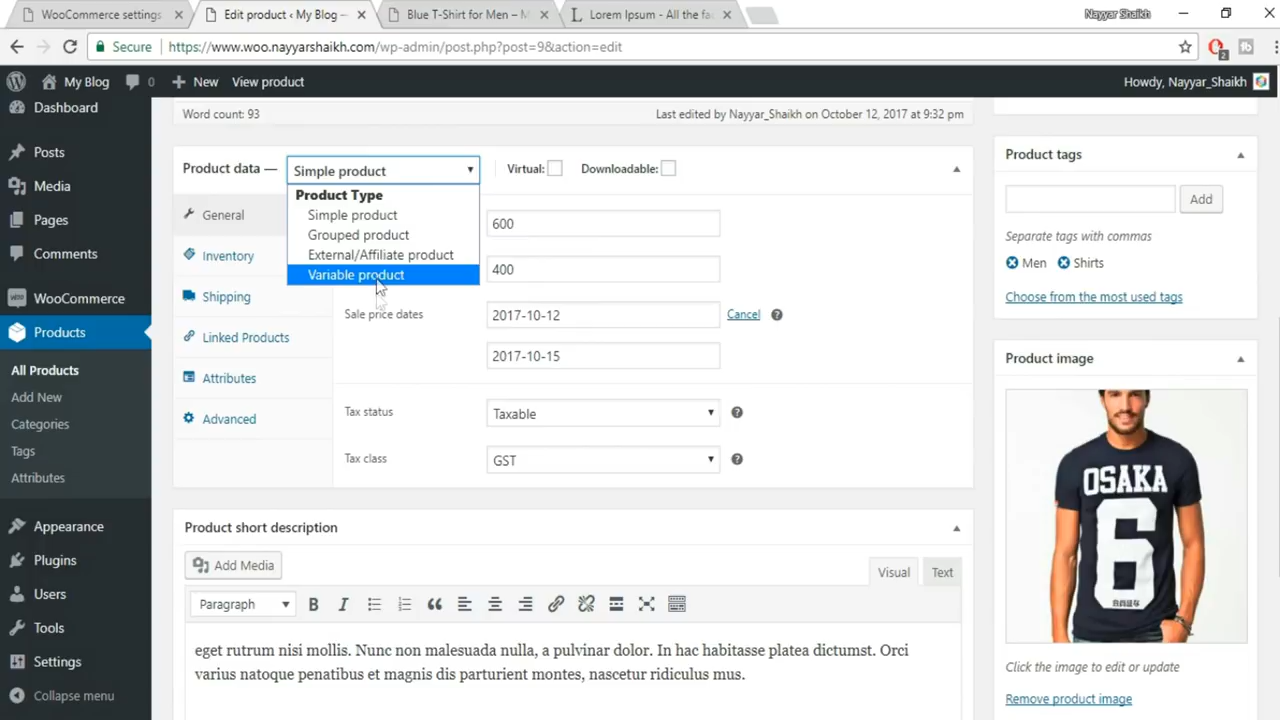 WooCommerce settings
Edit product ‹ My Blog —
Blue T-Shirt for Men – M
Lorem Ipsum - All the fa
Nayyar Shaikh
Secure
https://www.woo.nayyarshaikh.com/wp-admin/post.php?post=9&action=edit
2
My Blog
0
New
View product
Howdy, Nayyar_Shaikh
Dashboard
Posts
Media
Pages
Comments
WooCommerce
Products
All Products
Add New
Categories
Tags
Attributes
Appearance
Plugins
Users
Tools
Settings
Collapse menu
Word count: 93
Last edited by Nayyar_Shaikh on October 12, 2017 at 9:32 pm
Product data —
Simple product
Virtual:
Downloadable:
Product Type
Simple product
Grouped product
External/Affiliate product
Variable product
General
Inventory
Shipping
Linked Products
Attributes
Advanced
600
400
Sale price dates
2017-10-12
Cancel
2017-10-15
Tax status
Taxable
Tax class
GST
Product short description
Add Media
Visual
Text
Paragraph
B
I
eget rutrum nisi mollis. Nunc non malesuada nulla, a pulvinar dolor. In hac habitasse platea dictumst. Orci
varius natoque penatibus et magnis dis parturient montes, nascetur ridiculus mus.
Product tags
Add
Separate tags with commas
Men
Shirts
Choose from the most used tags
Product image
OSAKA
6
Click the image to edit or update
Remove product image